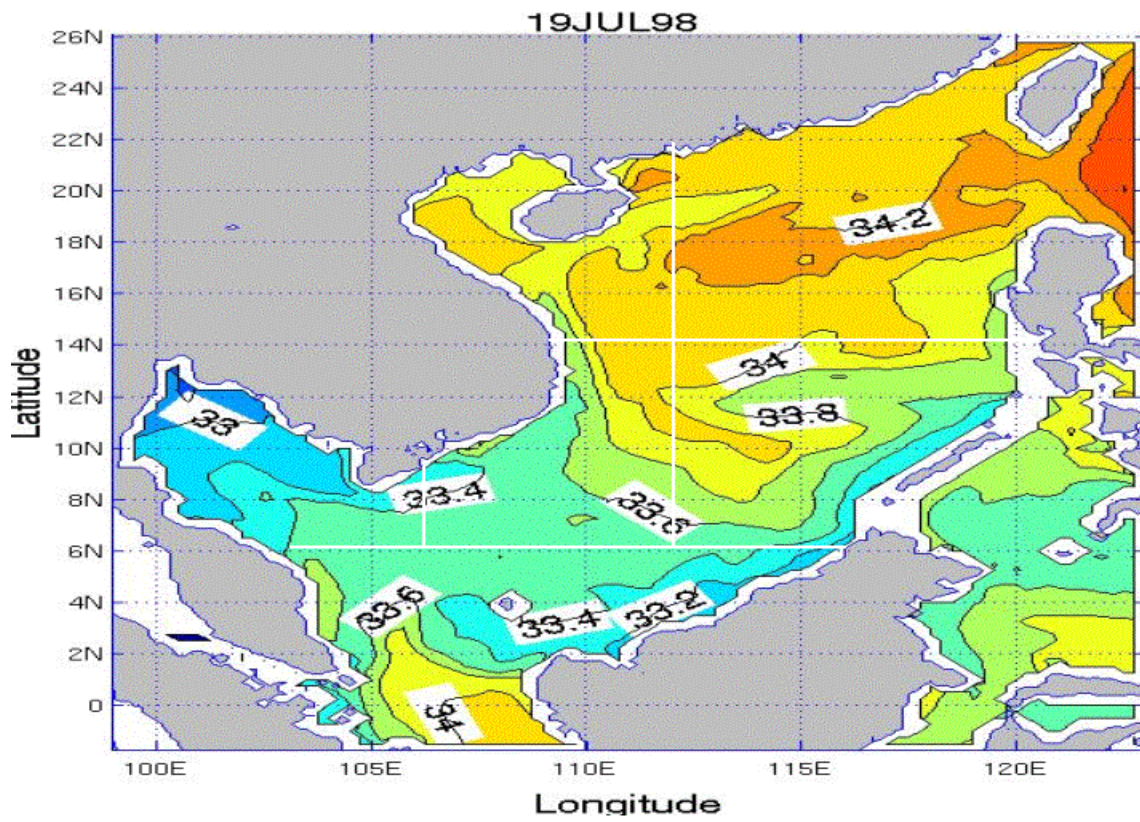 19JUL98
26N
24N
22N
20N
18N
16N
14N
12N
10N
8N
6N
4N
2N
0
Latitude
34.2
34
33.8
33
33.4
33.6
33.6
33.4
33.2
34
100E
105E
110E
115E
120E
Longitude